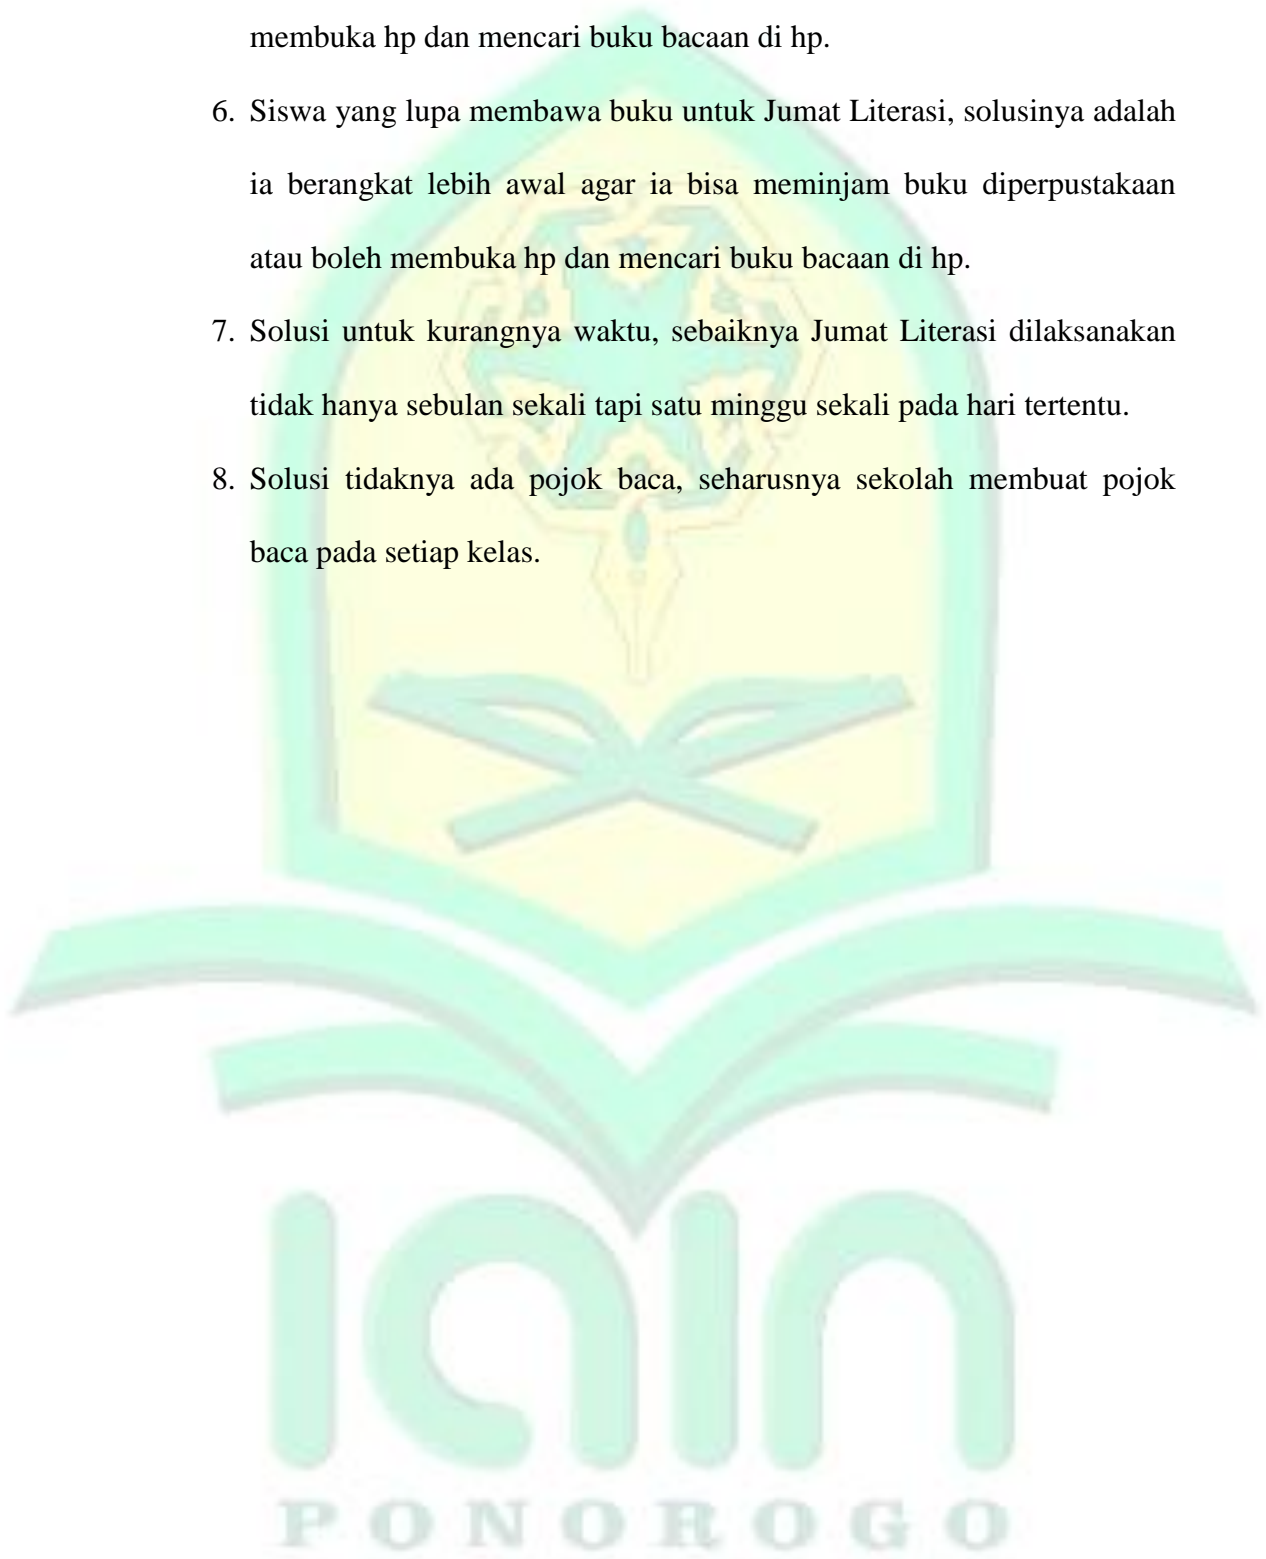 membuka hp dan mencari buku bacaan di hp.
6. Siswa yang lupa membawa buku untuk Jumat Literasi, solusinya adalah
ia berangkat lebih awal agar ia bisa meminjam buku diperpustakaan
atau boleh membuka hp dan mencari buku bacaan di hp.
7. Solusi untuk kurangnya waktu, sebaiknya Jumat Literasi dilaksanakan
tidak hanya sebulan sekali tapi satu minggu sekali pada hari tertentu.
8. Solusi tidaknya ada pojok baca, seharusnya sekolah membuat pojok
baca pada setiap kelas.
iain
PONOROGO